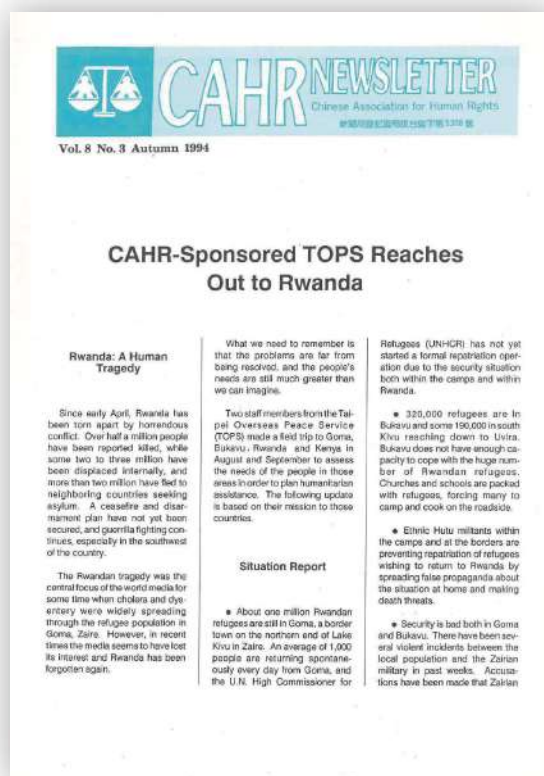 CAHR NEWSLETTER
Chinese Association for Human Rights
Vol. 8 No. 3 Autumn 1994
CAHR-Sponsored TOPS Reaches
Out to Rwanda
Rwanda: A Human
Tragedy
Since early April, Rwanda has
been torn apart by horrendous
conflict. Over half a million people
have been reported killed, while
some two to three million have
been displaced internally, and
more than two million have fled to
neighboring countries seeking
asylum. A ceasefire and disar-
mament plan have not yet been
secured, and guerrilla fighting con-
tinues, especially in the southwest
of the country.
The Rwandan tragedy was the
central focus of the world media for
some time when cholera and dys-
entery were widely spreading
through the refugee population in
Goma, Zaire. However, in recent
times the media seems to have lost
its interest and Rwanda has been
forgotten again.
What we need to remember is
that the problems are far from
being resolved, and the people's
needs are still much greater than
we can imagine.
Two staff members from the Tai-
pei Overseas Peace Service
(TOPS) made a field trip to Goma,
Bukavu, Rwanda and Kenya in
August and September to assess
the needs of the people in those
areas in order to plan humanitarian
assistance. The following update
is based on their mission to those
countries.
Situation Report
● About one million Rwandan
refugees are still in Goma, a border
town on the northern end of Lake
Kivu in Zaire. An average of 1,000
people are returning spontane-
ously every day from Goma, and
the U.N. High Commissioner for
Refugees (UNHCR) has not yet
started a formal repatriation oper-
ation due to the security situation
both within the camps and within
Rwanda.
● 320,000 refugees are in
Bukavu and some 190,000 in south
Kivu reaching down to Uvira.
Bukavu does not have enough ca-
pacity to cope with the huge num-
ber of Rwandan refugees.
Churches and schools are packed
with refugees, forcing many to
camp and cook on the roadside.
● Ethnic Hutu militants within
the camps and at the borders are
preventing repatriation of refugees
wishing to return to Rwanda by
spreading false propaganda about
the situation at home and making
death threats.
● Security is bad both in Goma
and Bukavu. There have been sev-
eral violent incidents between the
local population and the Zairian
military in past weeks. Accusa-
tions have been made that Zairian